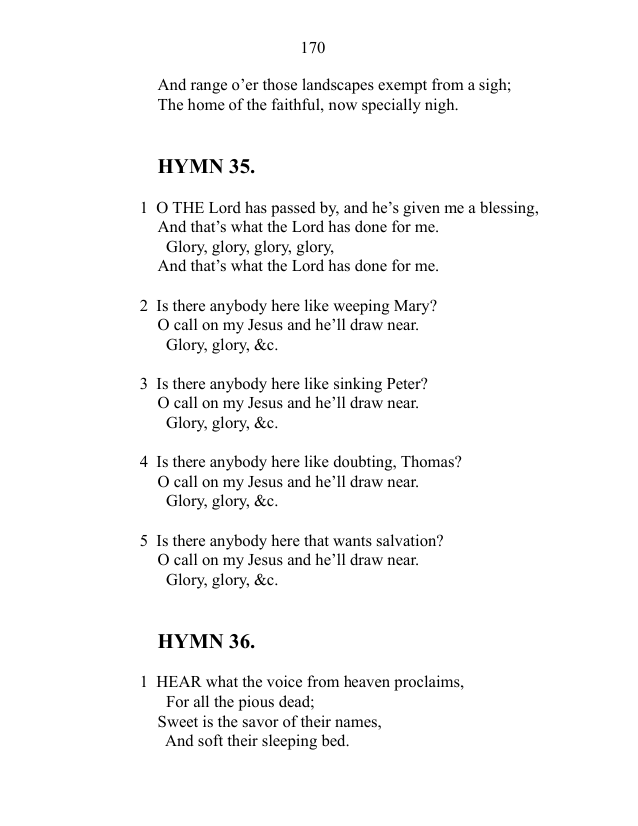 170
And range o’er those landscapes exempt from a sigh;
The home of the faithful, now specially nigh.
HYMN 35.
1 O THE Lord has passed by, and he’s given me a blessing,
And that’s what the Lord has done for me.
Glory, glory, glory, glory,
And that’s what the Lord has done for me.
2 Is there anybody here like weeping Mary?
O call on my Jesus and he’ll draw near.
Glory, glory, &c.
3 Is there anybody here like sinking Peter?
O call on my Jesus and he’ll draw near.
Glory, glory, &c.
4 Is there anybody here like doubting, Thomas?
O call on my Jesus and he’ll draw near.
Glory, glory, &c.
5 Is there anybody here that wants salvation?
O call on my Jesus and he’ll draw near.
Glory, glory, &c.
HYMN 36.
1 HEAR what the voice from heaven proclaims,
For all the pious dead;
Sweet is the savor of their names,
And soft their sleeping bed.